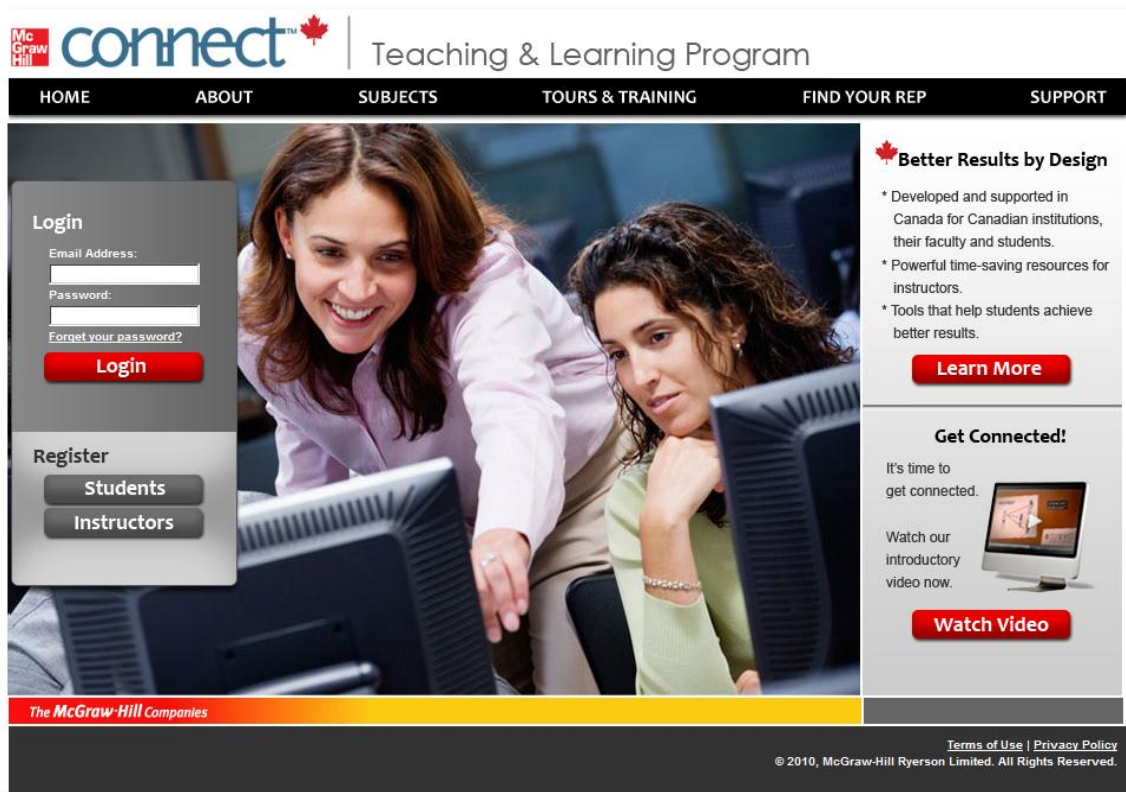 Mc
Graw
Hill
connect™
Teaching & Learning Program
HOME ABOUT SUBJECTS TOURS & TRAINING FIND YOUR REP SUPPORT
Login
Email Address:
Password:
Forget your password?
Login
Register
Students
Instructors
Better Results by Design
* Developed and supported in
Canada for Canadian institutions,
their faculty and students.
* Powerful time-saving resources for
instructors.
* Tools that help students achieve
better results.
Learn More
Get Connected!
It's time to
get connected.
Watch our
introductory
video now.
Watch Video
The McGraw·Hill Companies
Terms of Use | Privacy Policy
© 2010, McGraw-Hill Ryerson Limited. All Rights Reserved.